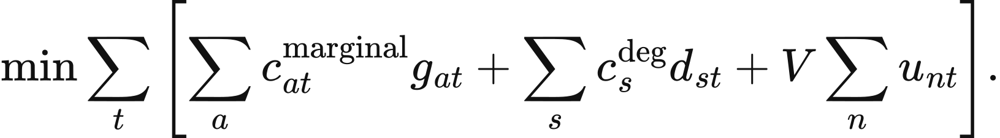 min ∑_t [ ∑_a c_{at}^{marginal} g_{at} + ∑_s c_s^{deg} d_{st} + V ∑_n u_{nt} ] .